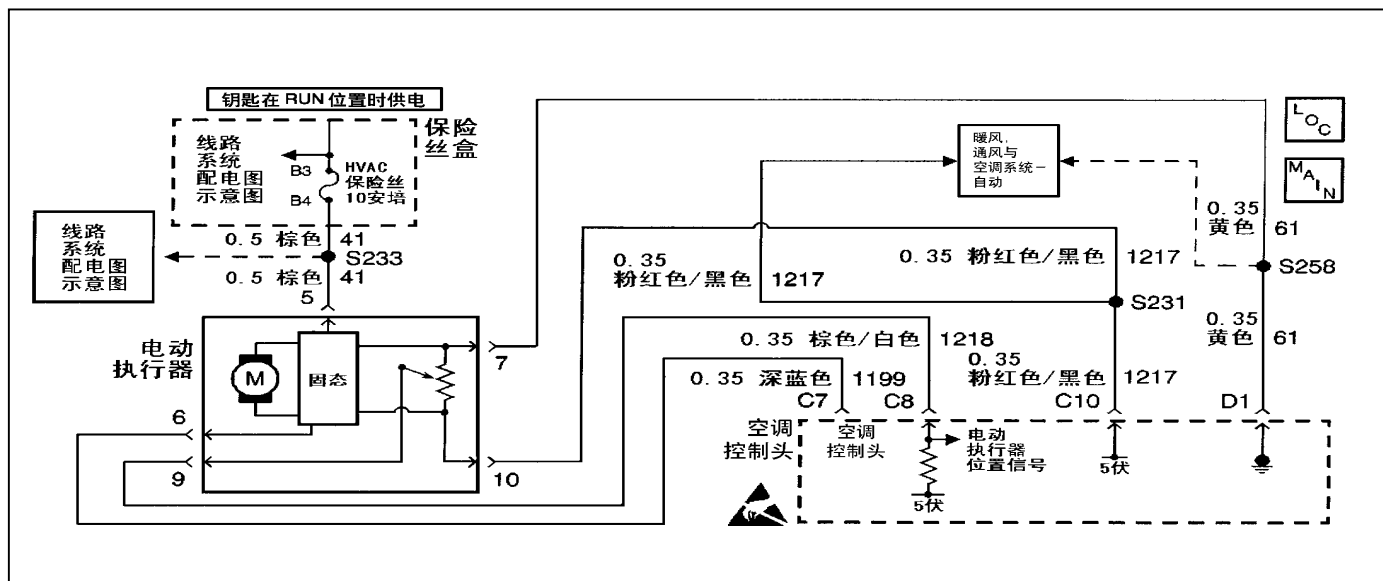 钥匙在 RUN 位置时供电
保险
丝盒
线路
系统
配电图
示意图
B3
B4
HVAC
保险丝
10安培
线路
系统
配电图
示意图
0.5 棕色 41
S233
0.5 棕色 41
5
电动
执行器
M
固态
6
9
7
10
暖风,
通风与
空调系统-
自动
LOC
MAIN
0.35
粉红色/黑色 1217
0.35 粉红色/黑色 1217
S231
0.35
黄色 61
S258
0.35
黄色 61
0.35 棕色/白色 1218
0.35
粉红色/黑色 1217
0.35 深蓝色 1199
C7
C8
C10
D1
空调
控制头
空调
控制头
电动
执行器
位置信号
5伏
5伏